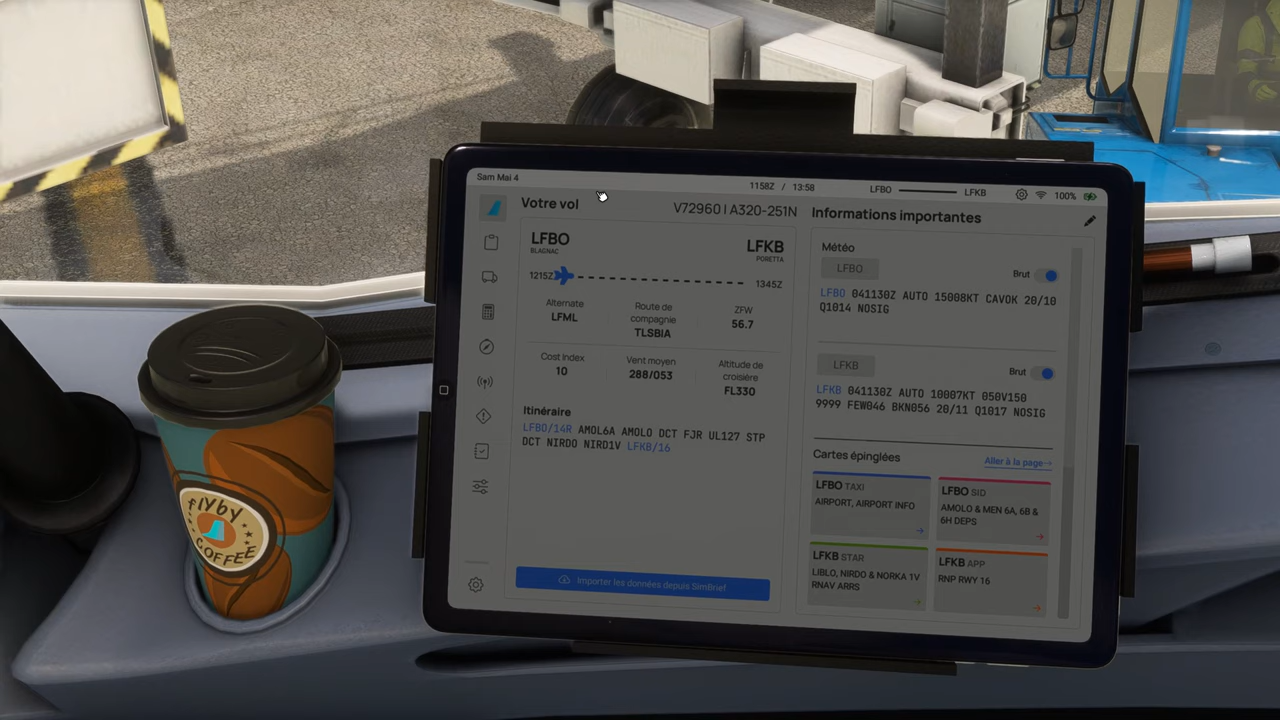 Sam Mai 4
1158Z / 13:58
LFBO
LFKB
100%
Votre vol
V72960 | A320-251N
LFBO
BLAGNAC
LFKB
PORETTA
1215Z
1345Z
Alternate
LFML
Route de
compagnie
TLSBIA
ZFW
56.7
Cost Index
10
Vent moyen
288/053
Altitude de
croisière
FL330
Itinéraire
LFBO/14R AMOL6A AMOLO DCT FJR UL127 STP
DCT NIRDO NIRD1V LFKB/16
Importer les données depuis SimBrief
Informations importantes
Météo
LFBO
Brut
LFBO 041130Z AUTO 15008KT CAVOK 20/10
Q1014 NOSIG
LFKB
Brut
LFKB 041130Z AUTO 10007KT 050V150
9999 FEW046 BKN056 20/11 Q1017 NOSIG
Cartes épinglées
Aller à la page→
LFBO TAXI
AIRPORT, AIRPORT INFO
LFBO SID
AMOLO & MEN 6A, 6B &
6H DEPS
LFKB STAR
LIBLO, NIRDO & NORKA 1V
RNAV ARRS
LFKB APP
RNP RWY 16
flyby
COFFEE